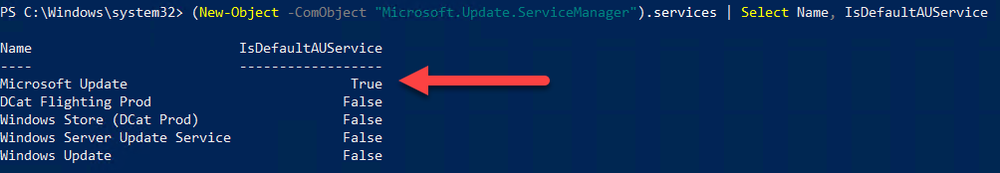 PS C:\Windows\system32> (New-Object -ComObject "Microsoft.Update.ServiceManager").services | Select Name, IsDefaultAUService
Name                          IsDefaultAUService
----                          ------------------
Microsoft Update                            True
DCat Flighting Prod                        False
Windows Store (DCat Prod)                  False
Windows Server Update Service              False
Windows Update                             False